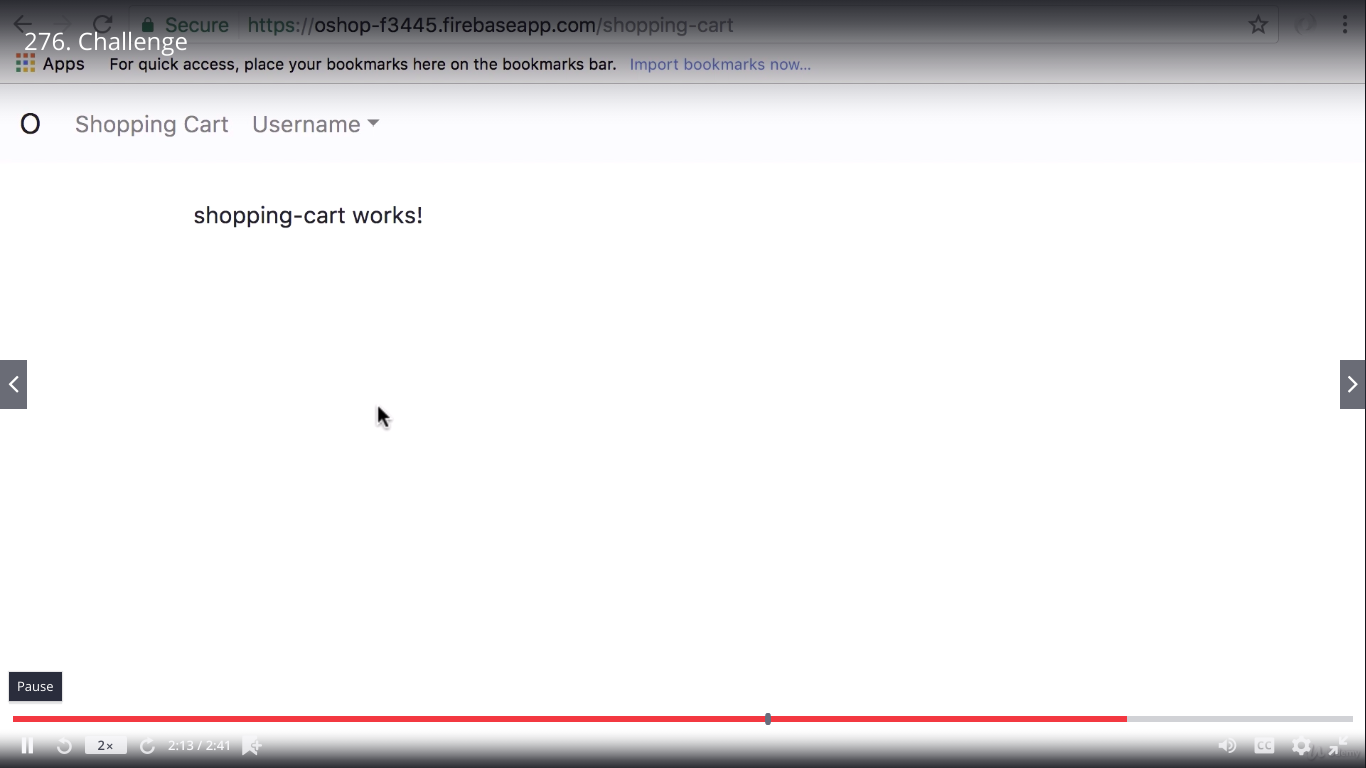 Secure https://oshop-f3445.firebaseapp.com/shopping-cart
276. Challenge
Apps For quick access, place your bookmarks here on the bookmarks bar. Import bookmarks now...
O Shopping Cart Username
shopping-cart works!
Pause
2× 2:13 / 2:41 CC